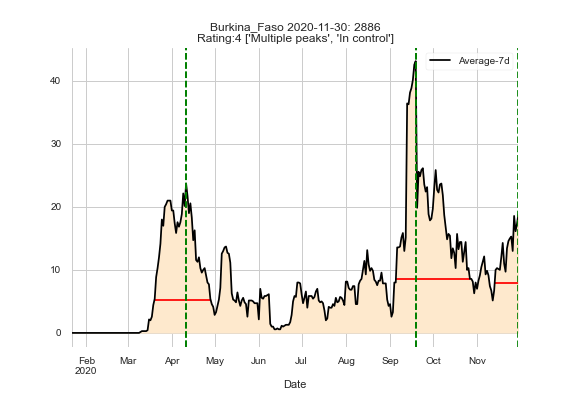 Burkina_Faso 2020-11-30: 2886
Rating:4 ['Multiple peaks', 'In control']
Average-7d
40
30
20
10
0
Feb Mar Apr May Jun Jul Aug Sep Oct Nov
2020
Date